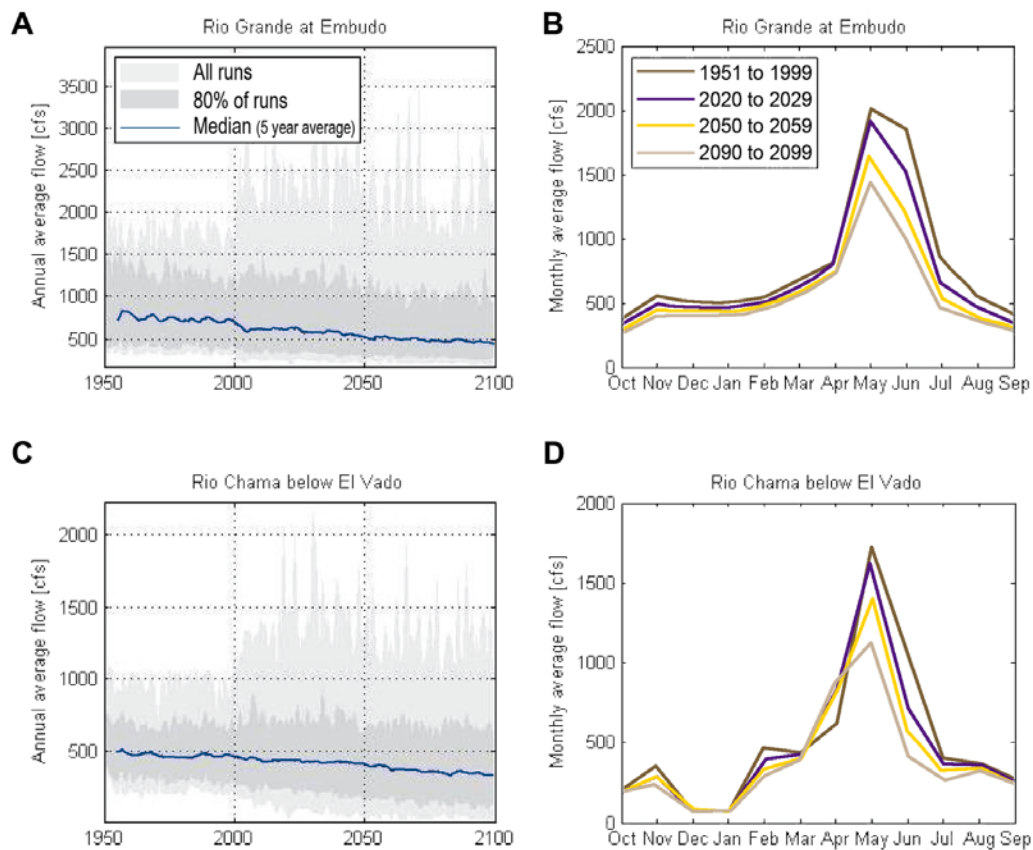 A
Rio Grande at Embudo
Annual average flow [cfs]
3500
3000
2500
2000
1500
1000
500
1950
2000
2050
2100
All runs
80% of runs
Median (5 year average)
B
Rio Grande at Embudo
Monthly average flow [cfs]
2500
2000
1500
1000
500
0
Oct Nov Dec Jan Feb Mar Apr May Jun Jul Aug Sep
1951 to 1999
2020 to 2029
2050 to 2059
2090 to 2099
C
Rio Chama below El Vado
Annual average flow [cfs]
2000
1500
1000
500
1950
2000
2050
2100
D
Rio Chama below El Vado
Monthly average flow [cfs]
2000
1500
1000
500
0
Oct Nov Dec Jan Feb Mar Apr May Jun Jul Aug Sep